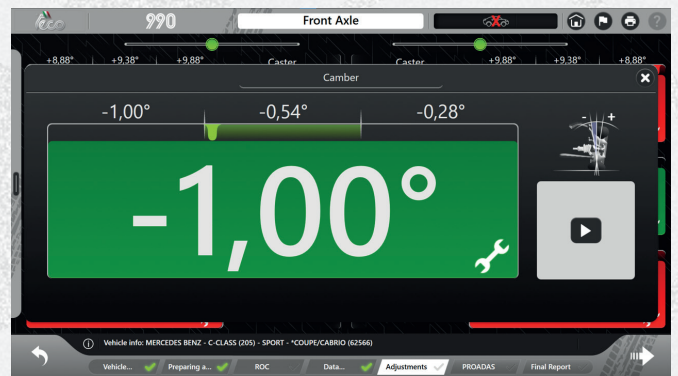 eco 990 Front Axle ?
+8,88° +9,38° +9,88° Caster Caster +9,88° +9,38° +8,88°
Camber
-1,00° -0,54° -0,28°
- +
-1,00°
Vehicle info: MERCEDES BENZ - C-CLASS (205) - SPORT - *COUPE/CABRIO (62566)
Vehicle... Preparing a... ROC Data... Adjustments PROADAS Final Report